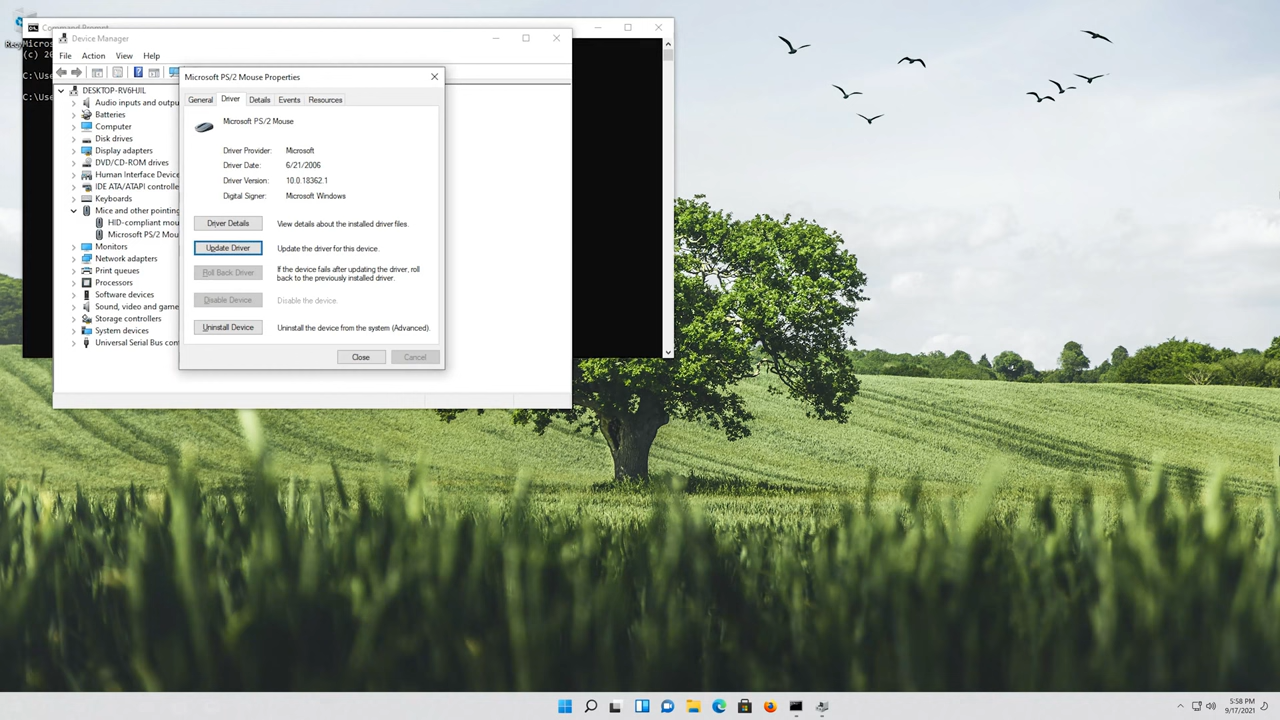 Command Prompt
Micros
(c) 20
C:\Use
C:\Use
Device Manager
File Action View Help
DESKTOP-RV6HJIL
Audio inputs and outpu
Batteries
Computer
Disk drives
Display adapters
DVD/CD-ROM drives
Human Interface Device
IDE ATA/ATAPI controlle
Keyboards
Mice and other pointing
HID-compliant mou
Microsoft PS/2 Mou
Monitors
Network adapters
Print queues
Processors
Software devices
Sound, video and game
Storage controllers
System devices
Universal Serial Bus con
Microsoft PS/2 Mouse Properties
General Driver Details Events Resources
Microsoft PS/2 Mouse
Driver Provider: Microsoft
Driver Date: 6/21/2006
Driver Version: 10.0.18362.1
Digital Signer: Microsoft Windows
Driver Details View details about the installed driver files.
Update Driver Update the driver for this device.
Roll Back Driver If the device fails after updating the driver, roll
back to the previously installed driver.
Disable Device Disable the device.
Uninstall Device Uninstall the device from the system (Advanced).
Close Cancel
5:58 PM
9/17/2021